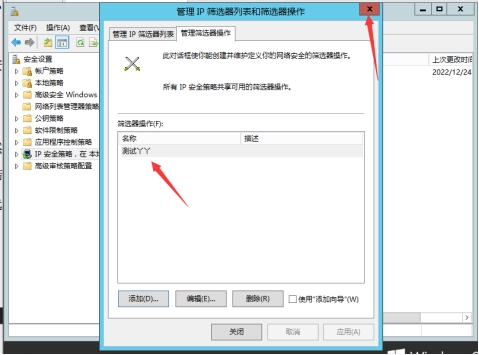 管理 IP 筛选器列表和筛选器操作
x
文件(F) 操作(A) 查看(V
管理 IP 筛选器列表 管理筛选器操作
安全设置
帐户策略
本地策略
高级安全 Windows
网络列表管理器策略
公钥策略
软件限制策略
应用程序控制策略
IP 安全策略，在 本地
高级审核策略配置
此对话框使你能创建并维护定义你的网络安全的筛选器操作。
所有 IP 安全策略共享可用的筛选器操作。
筛选器操作(F):
名称 描述
测试丫丫
添加(D)... 编辑(E)... 删除(R) 使用"添加向导"(W)
关闭 取消 应用(A)
上次更改时间
2022/12/24